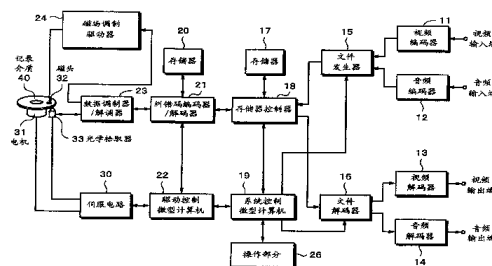 24
磁场调制
驱动器
记录
介质
40
磁头
32
31
电机
33 光学拾取器
23
数据调制器
/解调器
20
存储器
纠错码编码器
/解码器
21
17
存储器
存储器控制器
18
15
文件
发生器
11
视频
编码器
视频
输入端
音频
编码器
12
音频
输入端
30
伺服电路
22
驱动控制
微型计算机
19
系统控制
微型计算机
操作部分
26
16
文件
解码器
13
视频
解码器
视频
输出端
音频
解码器
14
音频
输出端